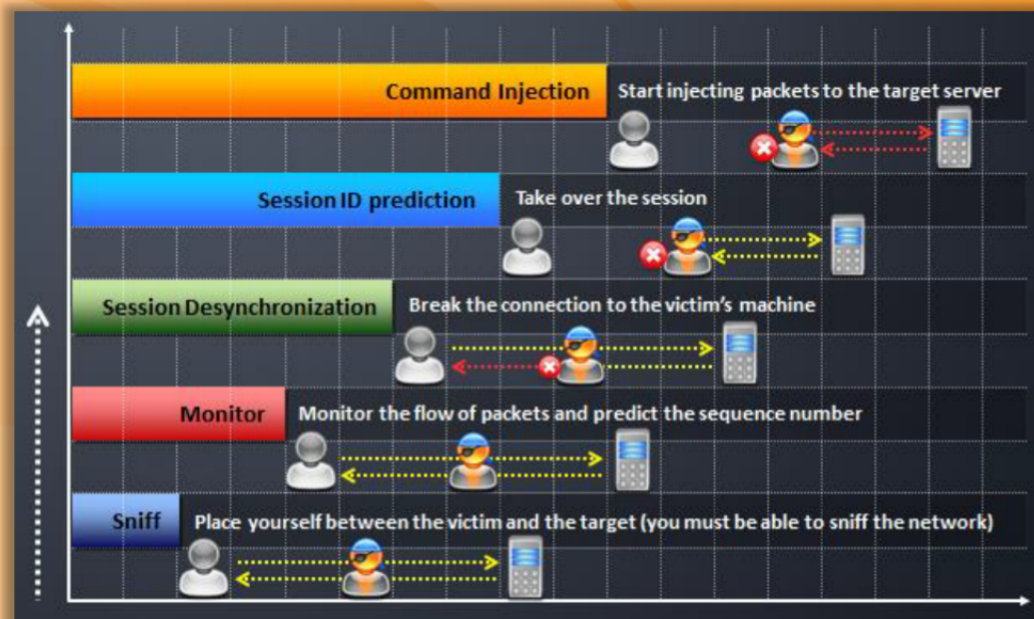 Command Injection Start injecting packets to the target server
Session ID prediction Take over the session
Session Desynchronization Break the connection to the victim's machine
Monitor Monitor the flow of packets and predict the sequence number
Sniff Place yourself between the victim and the target (you must be able to sniff the network)